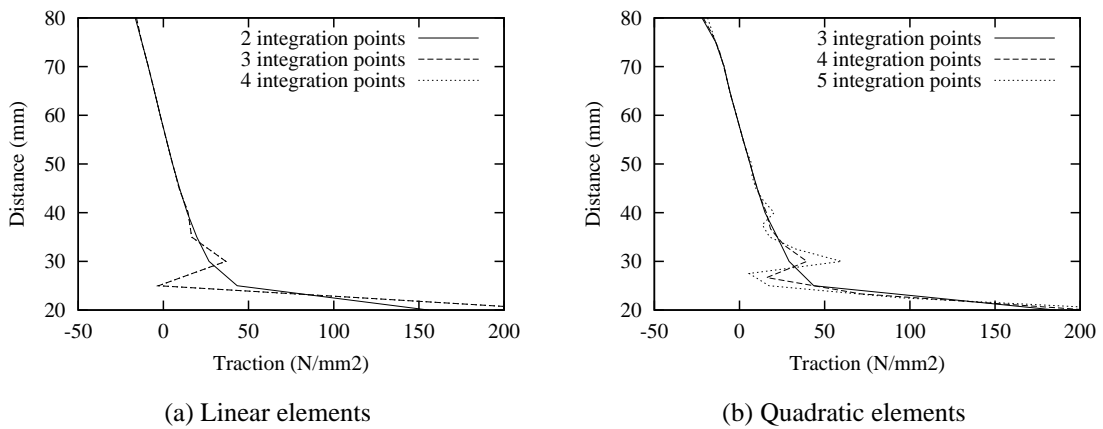 80
70
60
50
40
30
20
Distance (mm)
2 integration points
3 integration points
4 integration points
-50 0 50 100 150 200
Traction (N/mm2)
(a) Linear elements
80
70
60
50
40
30
20
Distance (mm)
3 integration points
4 integration points
5 integration points
-50 0 50 100 150 200
Traction (N/mm2)
(b) Quadratic elements